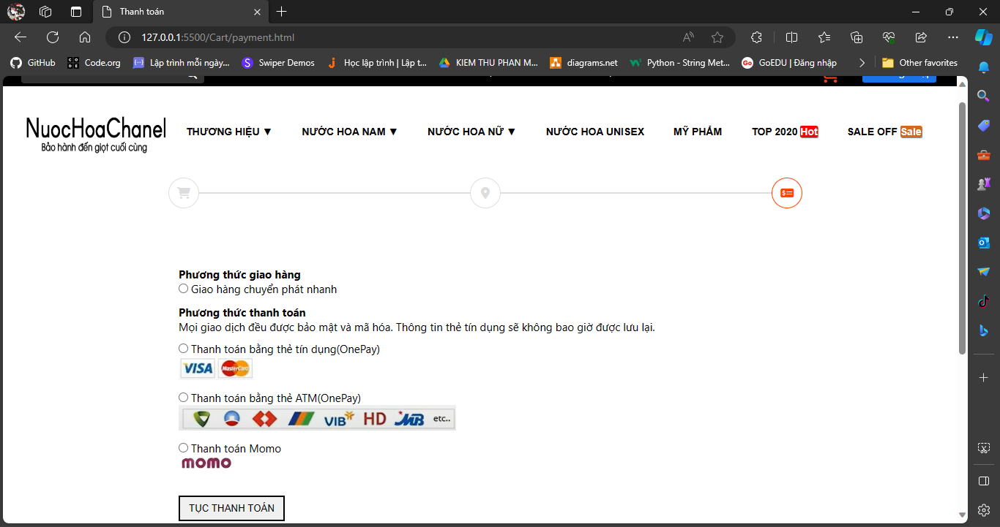 Thanh toán
127.0.0.1:5500/Cart/payment.html
GitHub
Code.org
Lập trình mỗi ngày...
Swiper Demos
Học lập trình | Lập t...
KIEM THU PHAN M...
diagrams.net
Python - String Met...
GoEDU | Đăng nhập
Other favorites
NuocHoaChanel
Bảo hành đến giọt cuối cùng
THƯƠNG HIỆU ▼
NƯỚC HOA NAM ▼
NƯỚC HOA NỮ ▼
NƯỚC HOA UNISEX
MỸ PHẨM
TOP 2020 Hot
SALE OFF Sale
Phương thức giao hàng
Giao hàng chuyển phát nhanh
Phương thức thanh toán
Mọi giao dịch đều được bảo mật và mã hóa. Thông tin thẻ tín dụng sẽ không bao giờ được lưu lại.
Thanh toán bằng thẻ tín dụng(OnePay)
VISA MasterCard
Thanh toán bằng thẻ ATM(OnePay)
VIB HD MB etc..
Thanh toán Momo
momo
TỤC THANH TOÁN